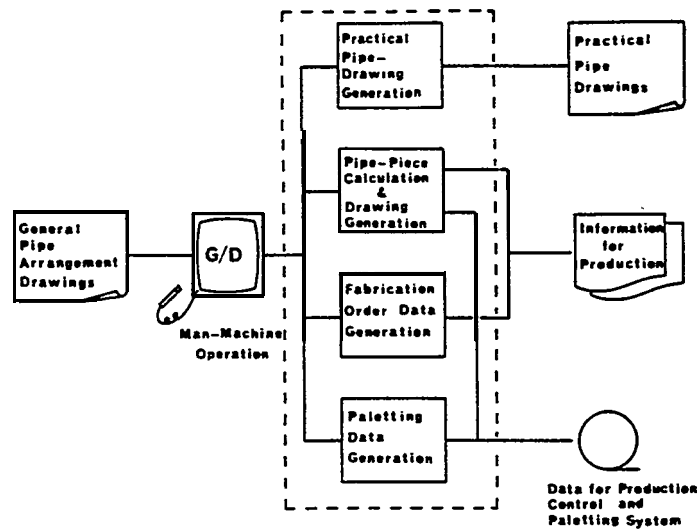 General
Pipe
Arrangement
Drawings
G/D
Man-Machine
Operation
Practical
Pipe-
Drawing
Generation
Pipe-Piece
Calculation
&
Drawing
Generation
Fabrication
Order Data
Generation
Paletting
Data
Generation
Practical
Pipe
Drawings
Information
for
Production
Data for Production
Control and
Paletting System